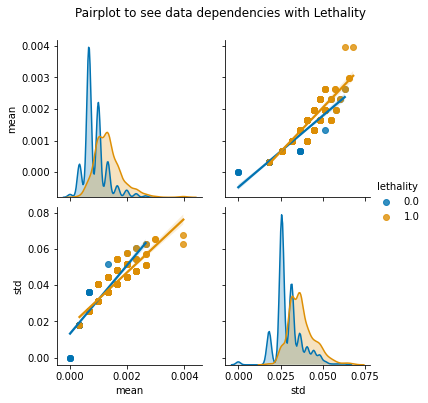 Pairplot to see data dependencies with Lethality
0.004
0.003
0.002
0.001
0.000
mean
lethality
0.0
1.0
0.08
0.06
0.04
0.02
0.00
std
0.000 0.002 0.004
mean
0.000 0.025 0.050 0.075
std